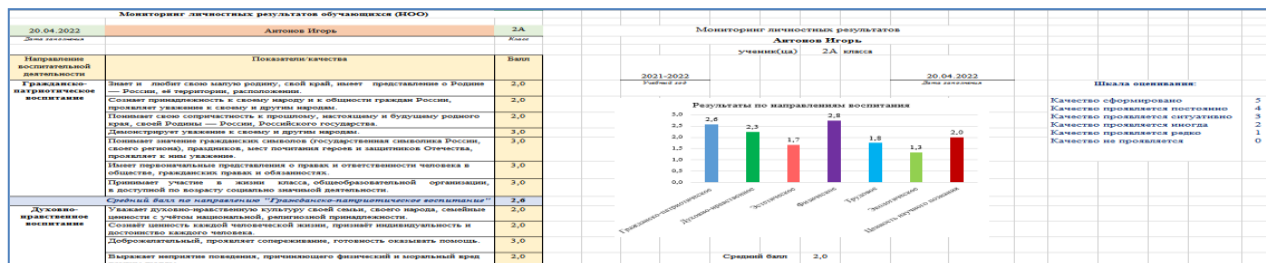 Мониторинг личностных результатов обучающихся (НОО)
20.04.2022 Антонов Игорь 2А
Дата заполнения Класс
Направление воспитательной деятельности Показатели/качества Балл
Гражданско-патриотическое воспитание
Знает и любит свою малую родину, свой край, имеет представление о Родине 2,0
— России, её территории, расположении.
Сознает принадлежность к своему народу и к общности граждан России, 2,0
проявляет уважение к своему и другим народам.
Понимает свою сопричастность к прошлому, настоящему и будущему родного 2,0
края, своей Родины — России, Российского государства.
Демонстрирует уважение к своему и другим народам. 3,0
Понимает значение гражданских символов (государственная символика России, 3,0
своего региона), праздников, мест почитания героев и защитников Отечества,
проявляет к ним уважение.
Имеет первоначальные представления о правах и ответственности человека в 3,0
обществе, гражданских правах и обязанностях.
Принимает участие в жизни класса, общеобразовательной организации, 3,0
в доступной по возрасту социально значимой деятельности.
Средний балл по направлению "Гражданско-патриотическое воспитание" 2,6
Духовно-нравственное воспитание
Уважает духовно-нравственную культуру своей семьи, своего народа, семейные 2,0
ценности с учётом национальной, религиозной принадлежности.
Сознаёт ценность каждой человеческой жизни, признаёт индивидуальность и 2,0
достоинство каждого человека.
Доброжелательный, проявляет сопереживание, готовность оказывать помощь. 3,0
Выражает неприятие поведения, причиняющего физический и моральный вред 2,0
Мониторинг личностных результатов
Антонов Игорь
ученик(ца) 2А класса
2021-2022 20.04.2022
Учебный год Дата заполнения
Результаты по направлениям воспитания
3,0
2,5
2,0
1,5
1,0
0,5
0,0
2,6 2,3 1,7 2,8 1,8 1,3 2,0
Гражданско-патриотическое
Духовно-нравственное
Эстетическое
Физическое
Трудовое
Экологическое
Ценность научного познания
Средний балл 2,0
Шкала оценивания:
Качество сформировано 5
Качество проявляется постоянно 4
Качество проявляется ситуативно 3
Качество проявляется иногда 2
Качество проявляется редко 1
Качество не проявляется 0